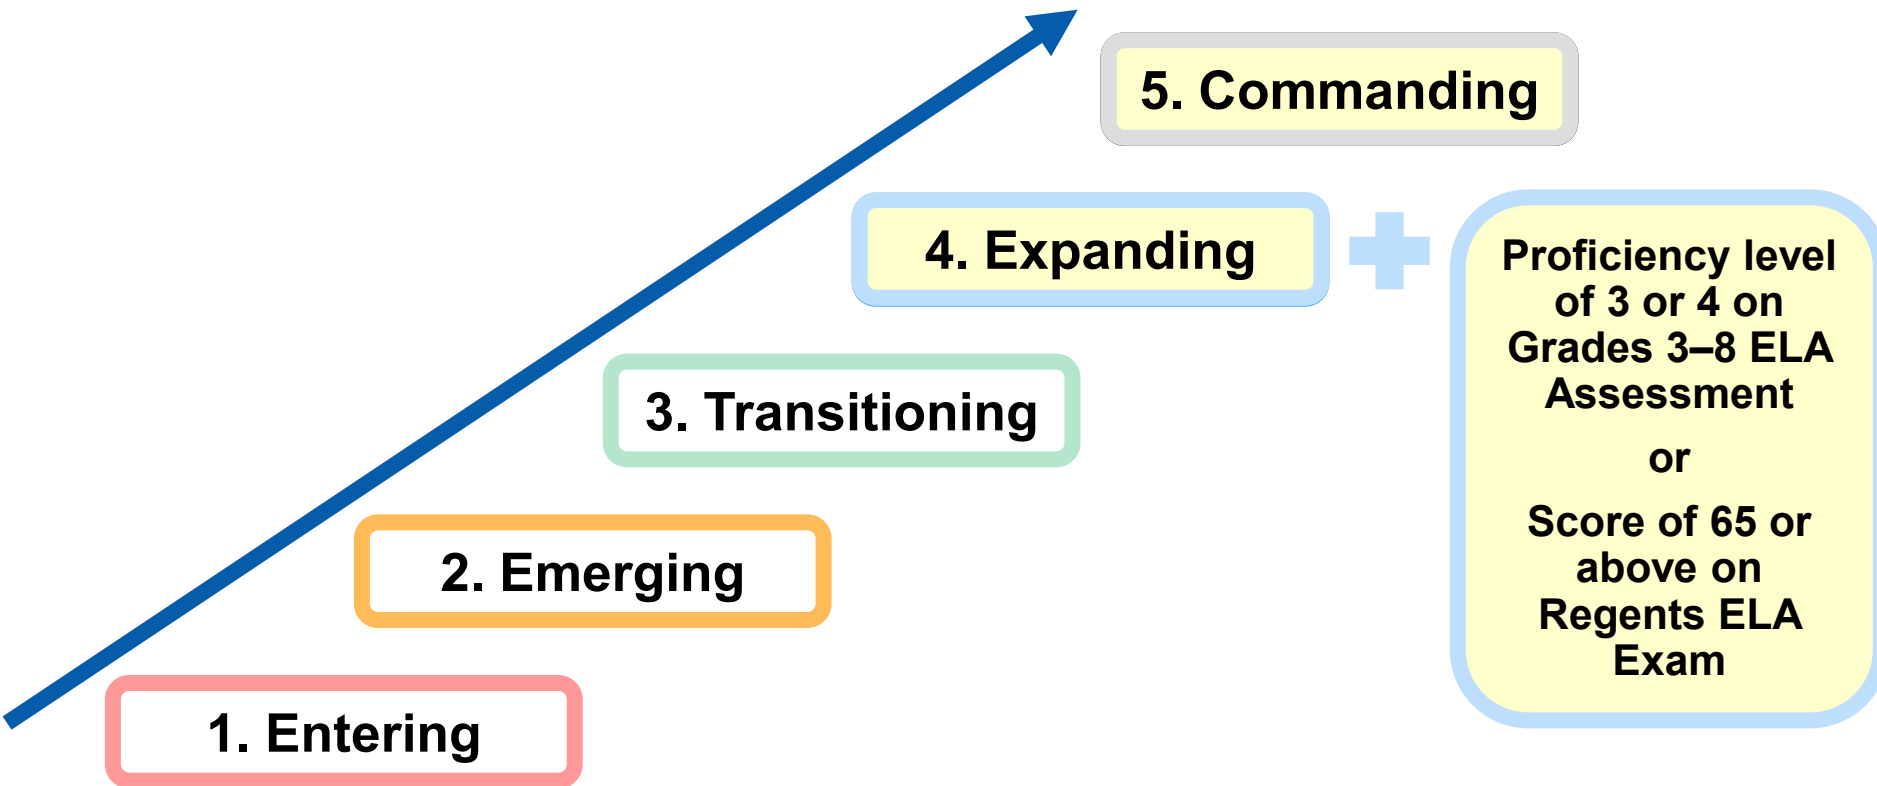 5. Commanding
4. Expanding
Proficiency level
of 3 or 4 on
Grades 3–8 ELA
Assessment
or
Score of 65 or
above on
Regents ELA
Exam
3. Transitioning
2. Emerging
1. Entering